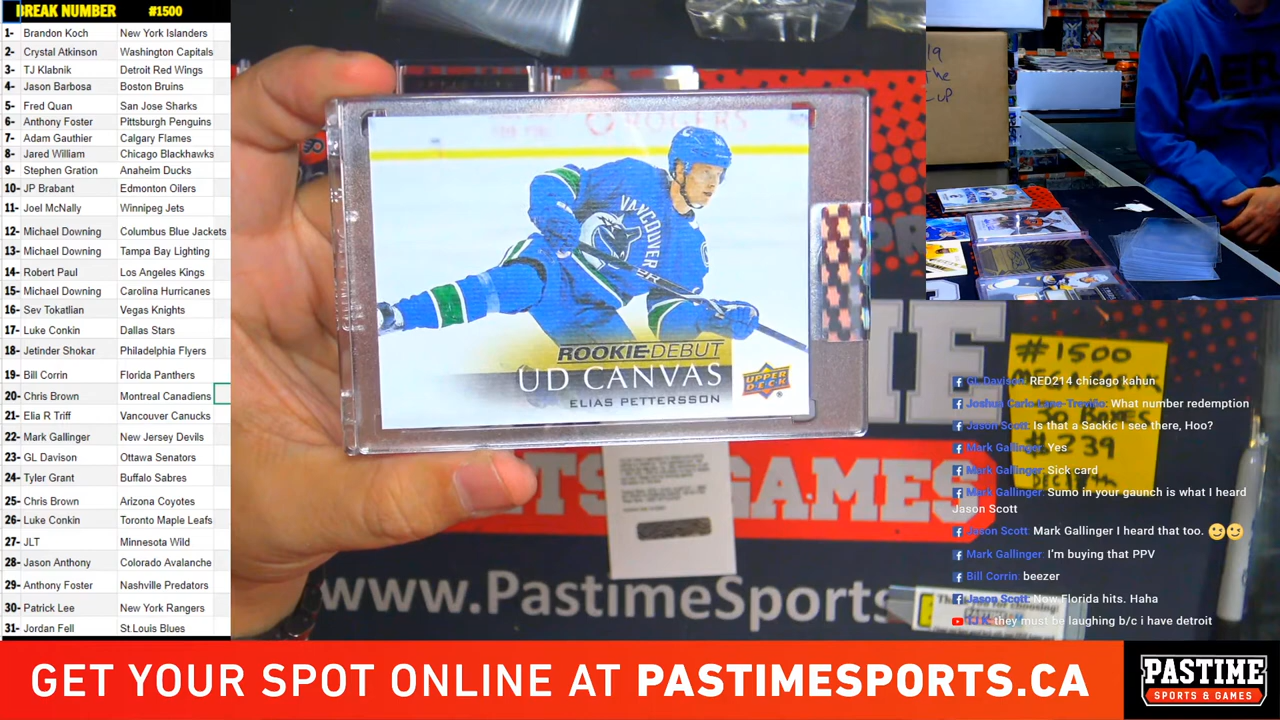 BREAK NUMBER #1500
1- Brandon Koch New York Islanders
2- Crystal Atkinson Washington Capitals
3- TJ Klabnik Detroit Red Wings
4- Jason Barbosa Boston Bruins
5- Fred Quan San Jose Sharks
6- Anthony Foster Pittsburgh Penguins
7- Adam Gauthier Calgary Flames
8- Jared William Chicago Blackhawks
9- Stephen Gration Anaheim Ducks
10- JP Brabant Edmonton Oilers
11- Joel McNally Winnipeg Jets
12- Michael Downing Columbus Blue Jackets
13- Michael Downing Tampa Bay Lighting
14- Robert Paul Los Angeles Kings
15- Michael Downing Carolina Hurricanes
16- Sev Tokatlian Vegas Knights
17- Luke Conkin Dallas Stars
18- Jetinder Shokar Philadelphia Flyers
19- Bill Corrin Florida Panthers
20- Chris Brown Montreal Canadiens
21- Elia R Triff Vancouver Canucks
22- Mark Gallinger New Jersey Devils
23- GL Davison Ottawa Senators
24- Tyler Grant Buffalo Sabres
25- Chris Brown Arizona Coyotes
26- Luke Conkin Toronto Maple Leafs
27- JLT Minnesota Wild
28- Jason Anthony Colorado Avalanche
29- Anthony Foster Nashville Predators
30- Patrick Lee New York Rangers
31- Jordan Fell St Louis Blues
ROGERS
VANCOUVER
ROOKIE DEBUT
UD CANVAS
UPPER DECK
ELIAS PETTERSSON
GAMES
www.PastimeSports
#1500
30 BOXES
GL Davison: RED214 chicago kahun
What number redemption
Jason Scott: Is that a Sackic I see there, Hoo?
Mark Gallinger: Yes
Mark Gallinger: Sick card
Mark Gallinger: Sumo in your gaunch is what I heard
Jason Scott
Jason Scott: Mark Gallinger I heard that too.
Mark Gallinger: I'm buying that PPV
Bill Corrin: beezer
Jason Scott: Now Florida hits. Haha
they must be laughing b/c i have detroit
GET YOUR SPOT ONLINE AT PASTIMESPORTS.CA
PASTIME
SPORTS & GAMES